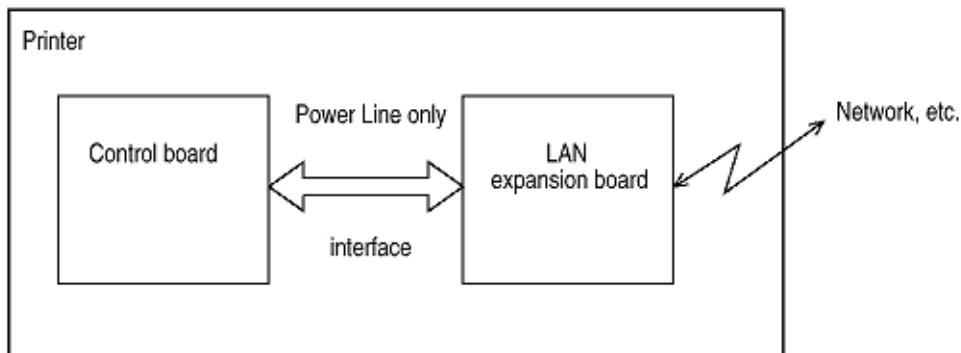 Printer
Control board
Power Line only
interface
LAN
expansion board
Network, etc.